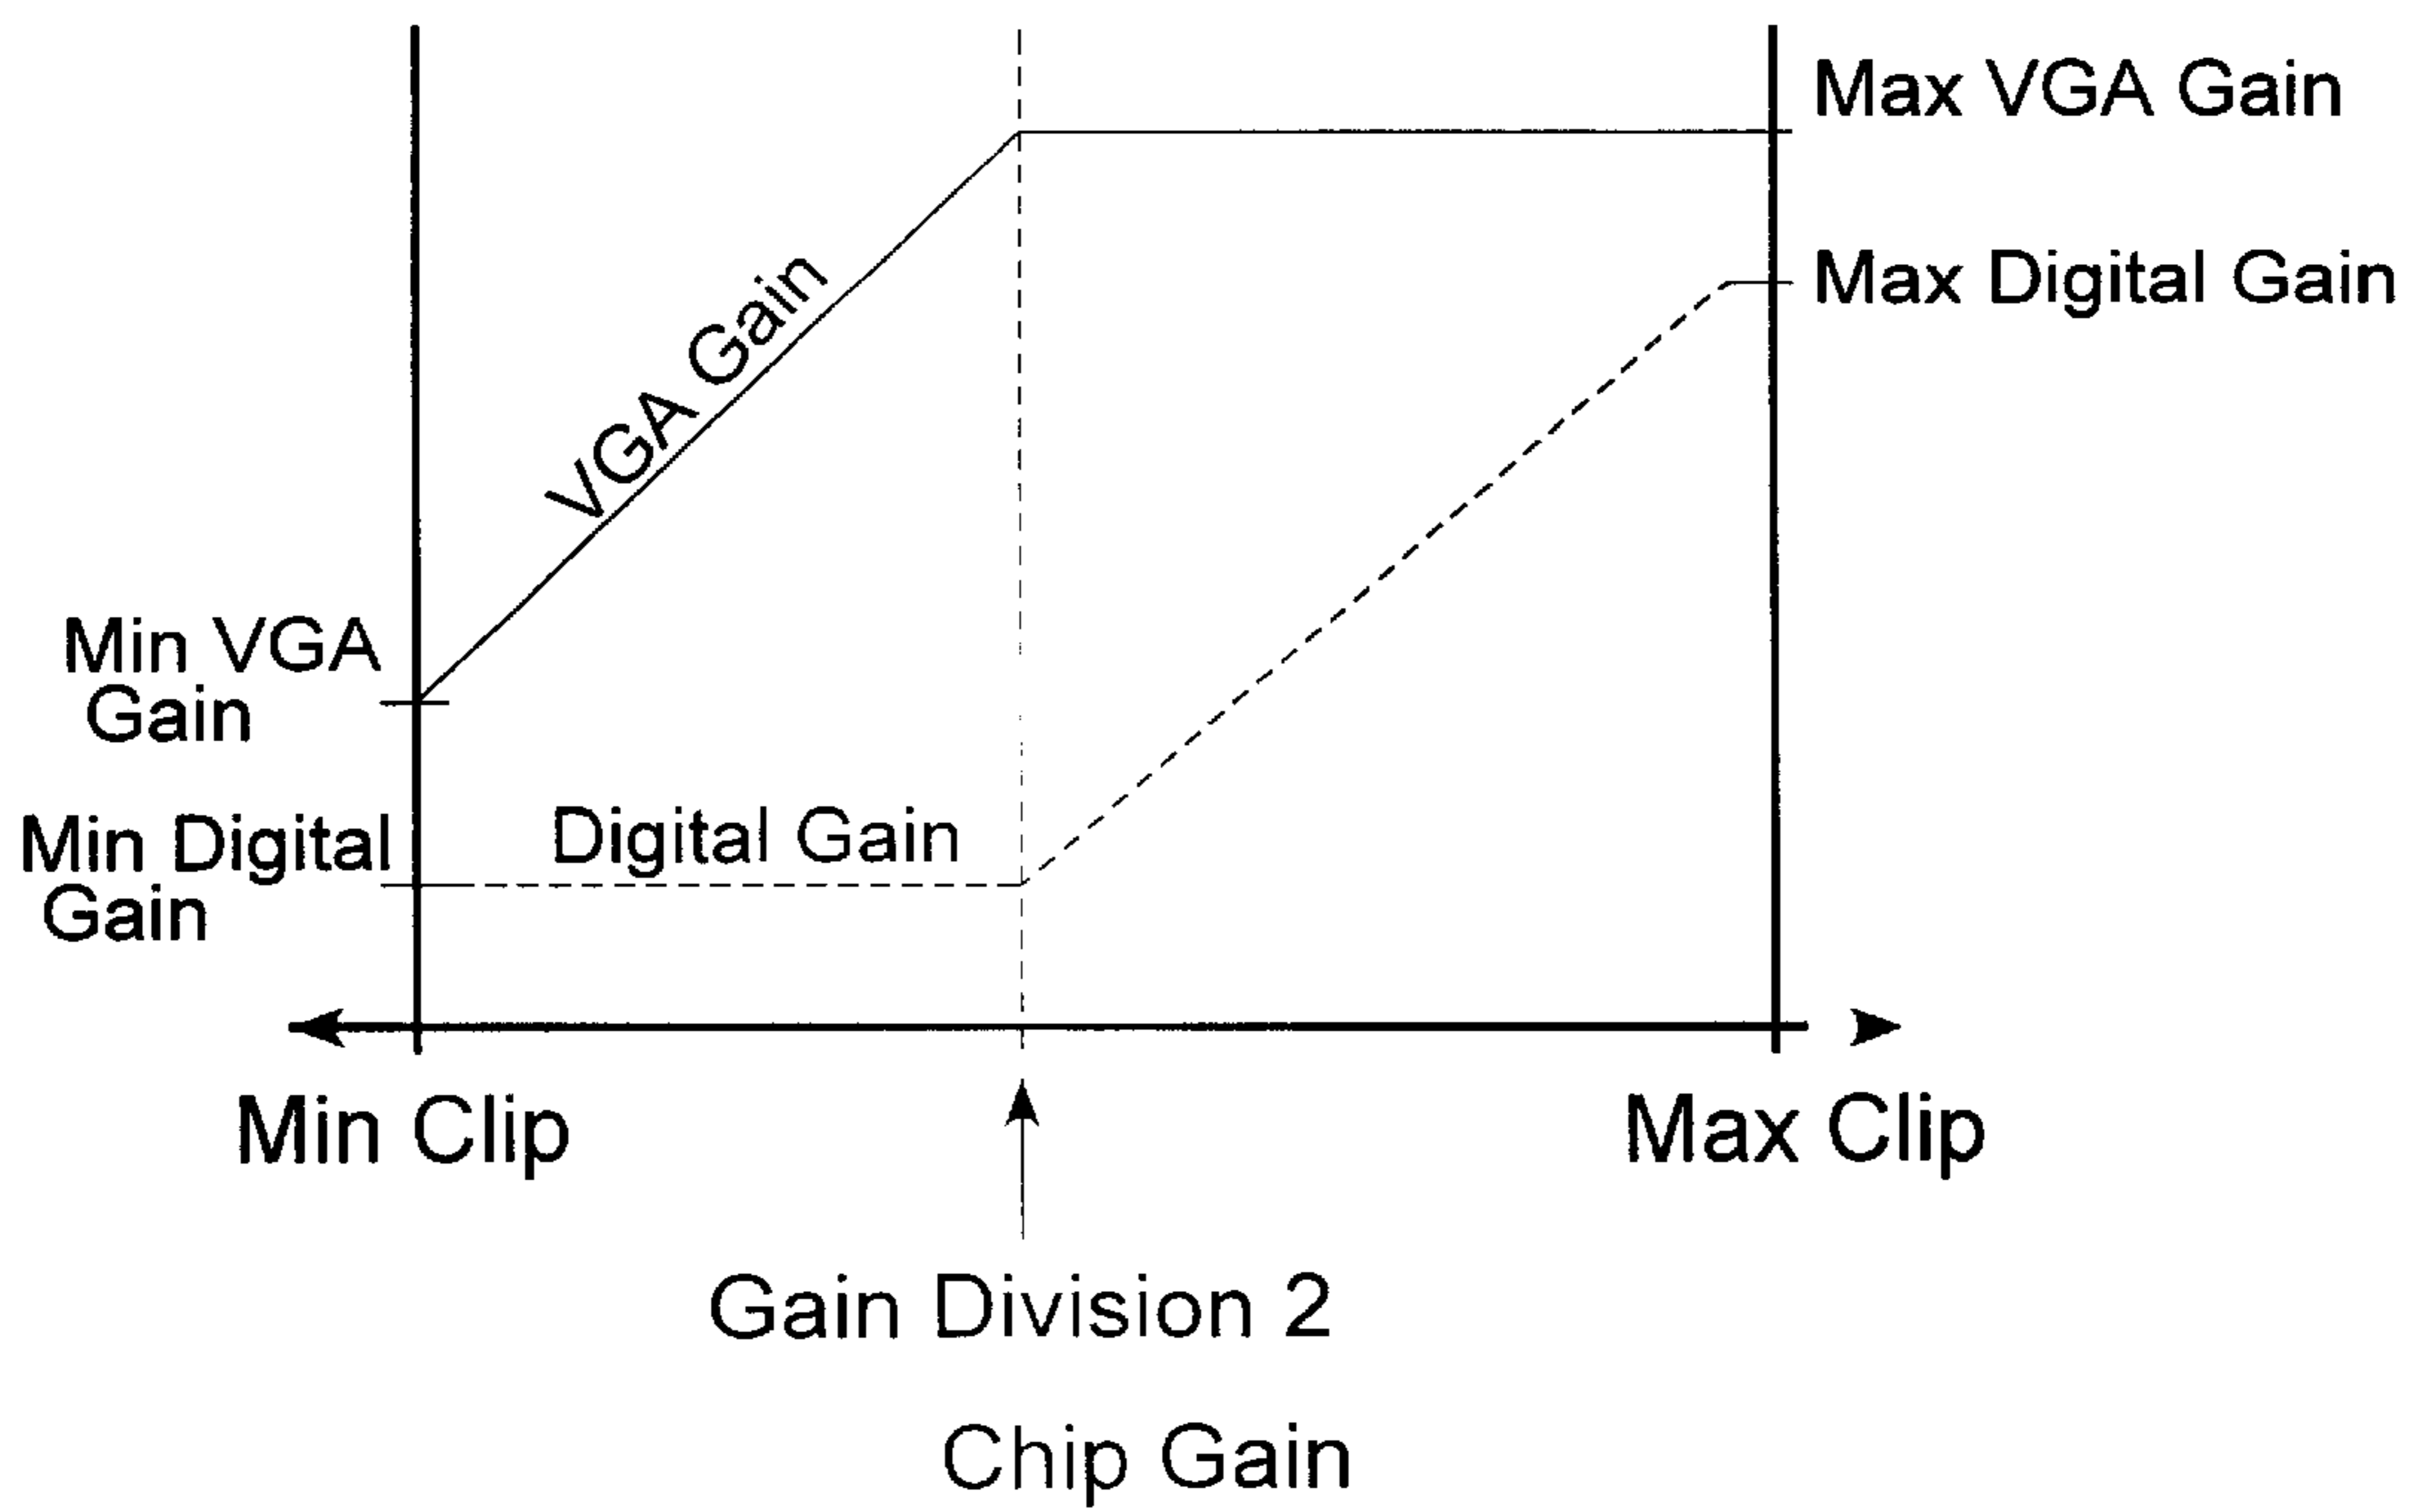 Max VGA Gain
Max Digital Gain
VGA Gain
Min VGA
Gain
Min Digital
Gain
Digital Gain
Min Clip
Max Clip
Gain Division 2
Chip Gain